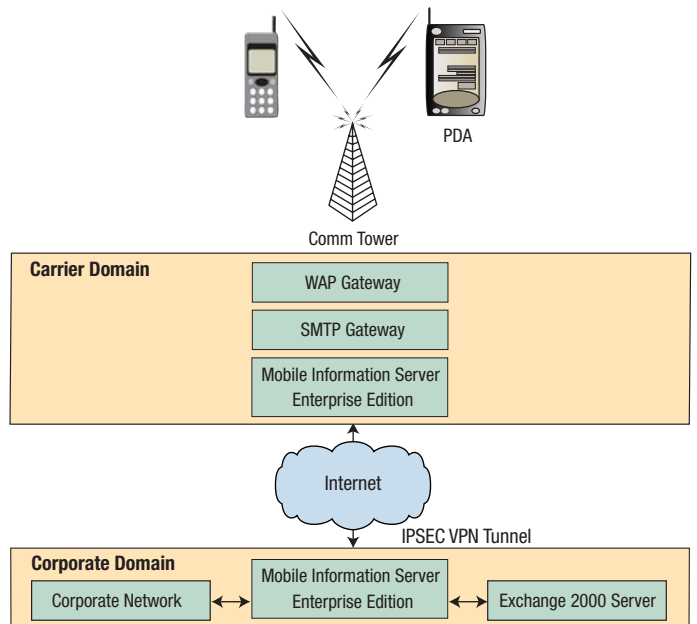 PDA
Comm Tower
Carrier Domain
WAP Gateway
SMTP Gateway
Mobile Information Server
Enterprise Edition
Internet
IPSEC VPN Tunnel
Corporate Domain
Corporate Network
Mobile Information Server
Enterprise Edition
Exchange 2000 Server